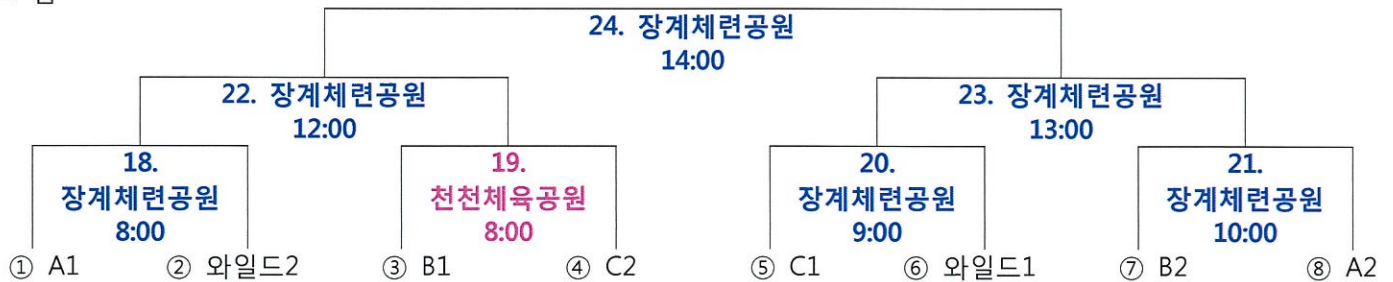 24. 장계체련공원
14:00
22. 장계체련공원
12:00
23. 장계체련공원
13:00
18.
장계체련공원
8:00
19.
천천체육공원
8:00
20.
장계체련공원
9:00
21.
장계체련공원
10:00
① A1 ② 와일드2 ③ B1 ④ C2 ⑤ C1 ⑥ 와일드1 ⑦ B2 ⑧ A2